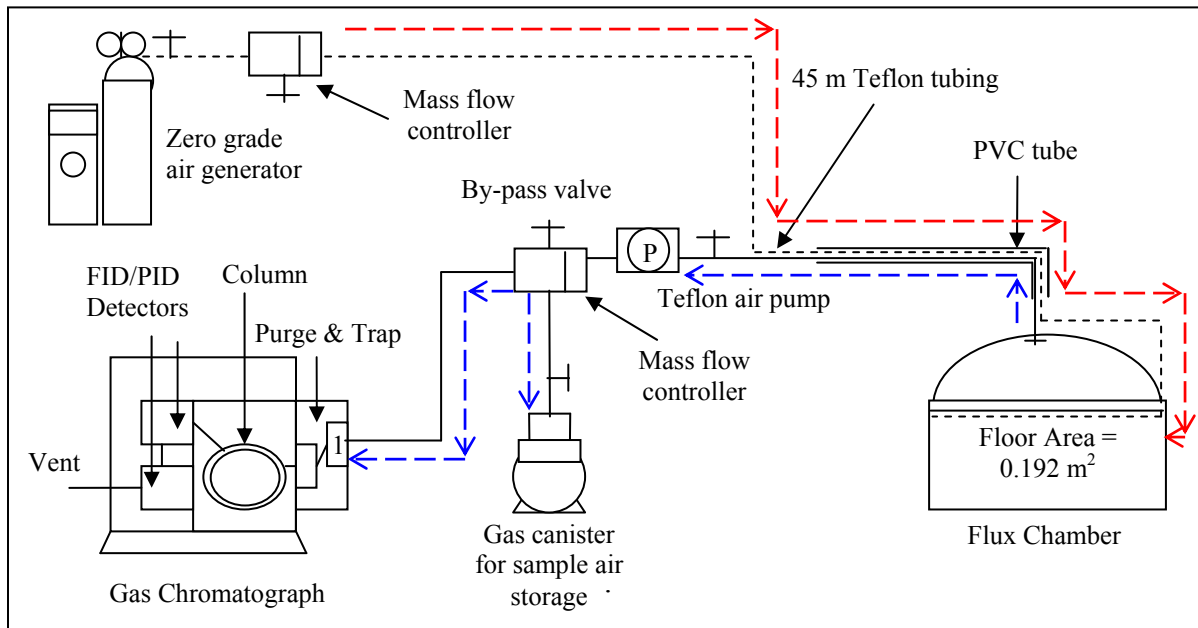 45 m Teflon tubing
Mass flow
controller
Zero grade
air generator
PVC tube
By-pass valve
P
FID/PID
Detectors
Column
Purge & Trap
Teflon air pump
Mass flow
controller
1
Vent
Floor Area =
0.192 m²
Gas canister
for sample air
storage
Flux Chamber
Gas Chromatograph